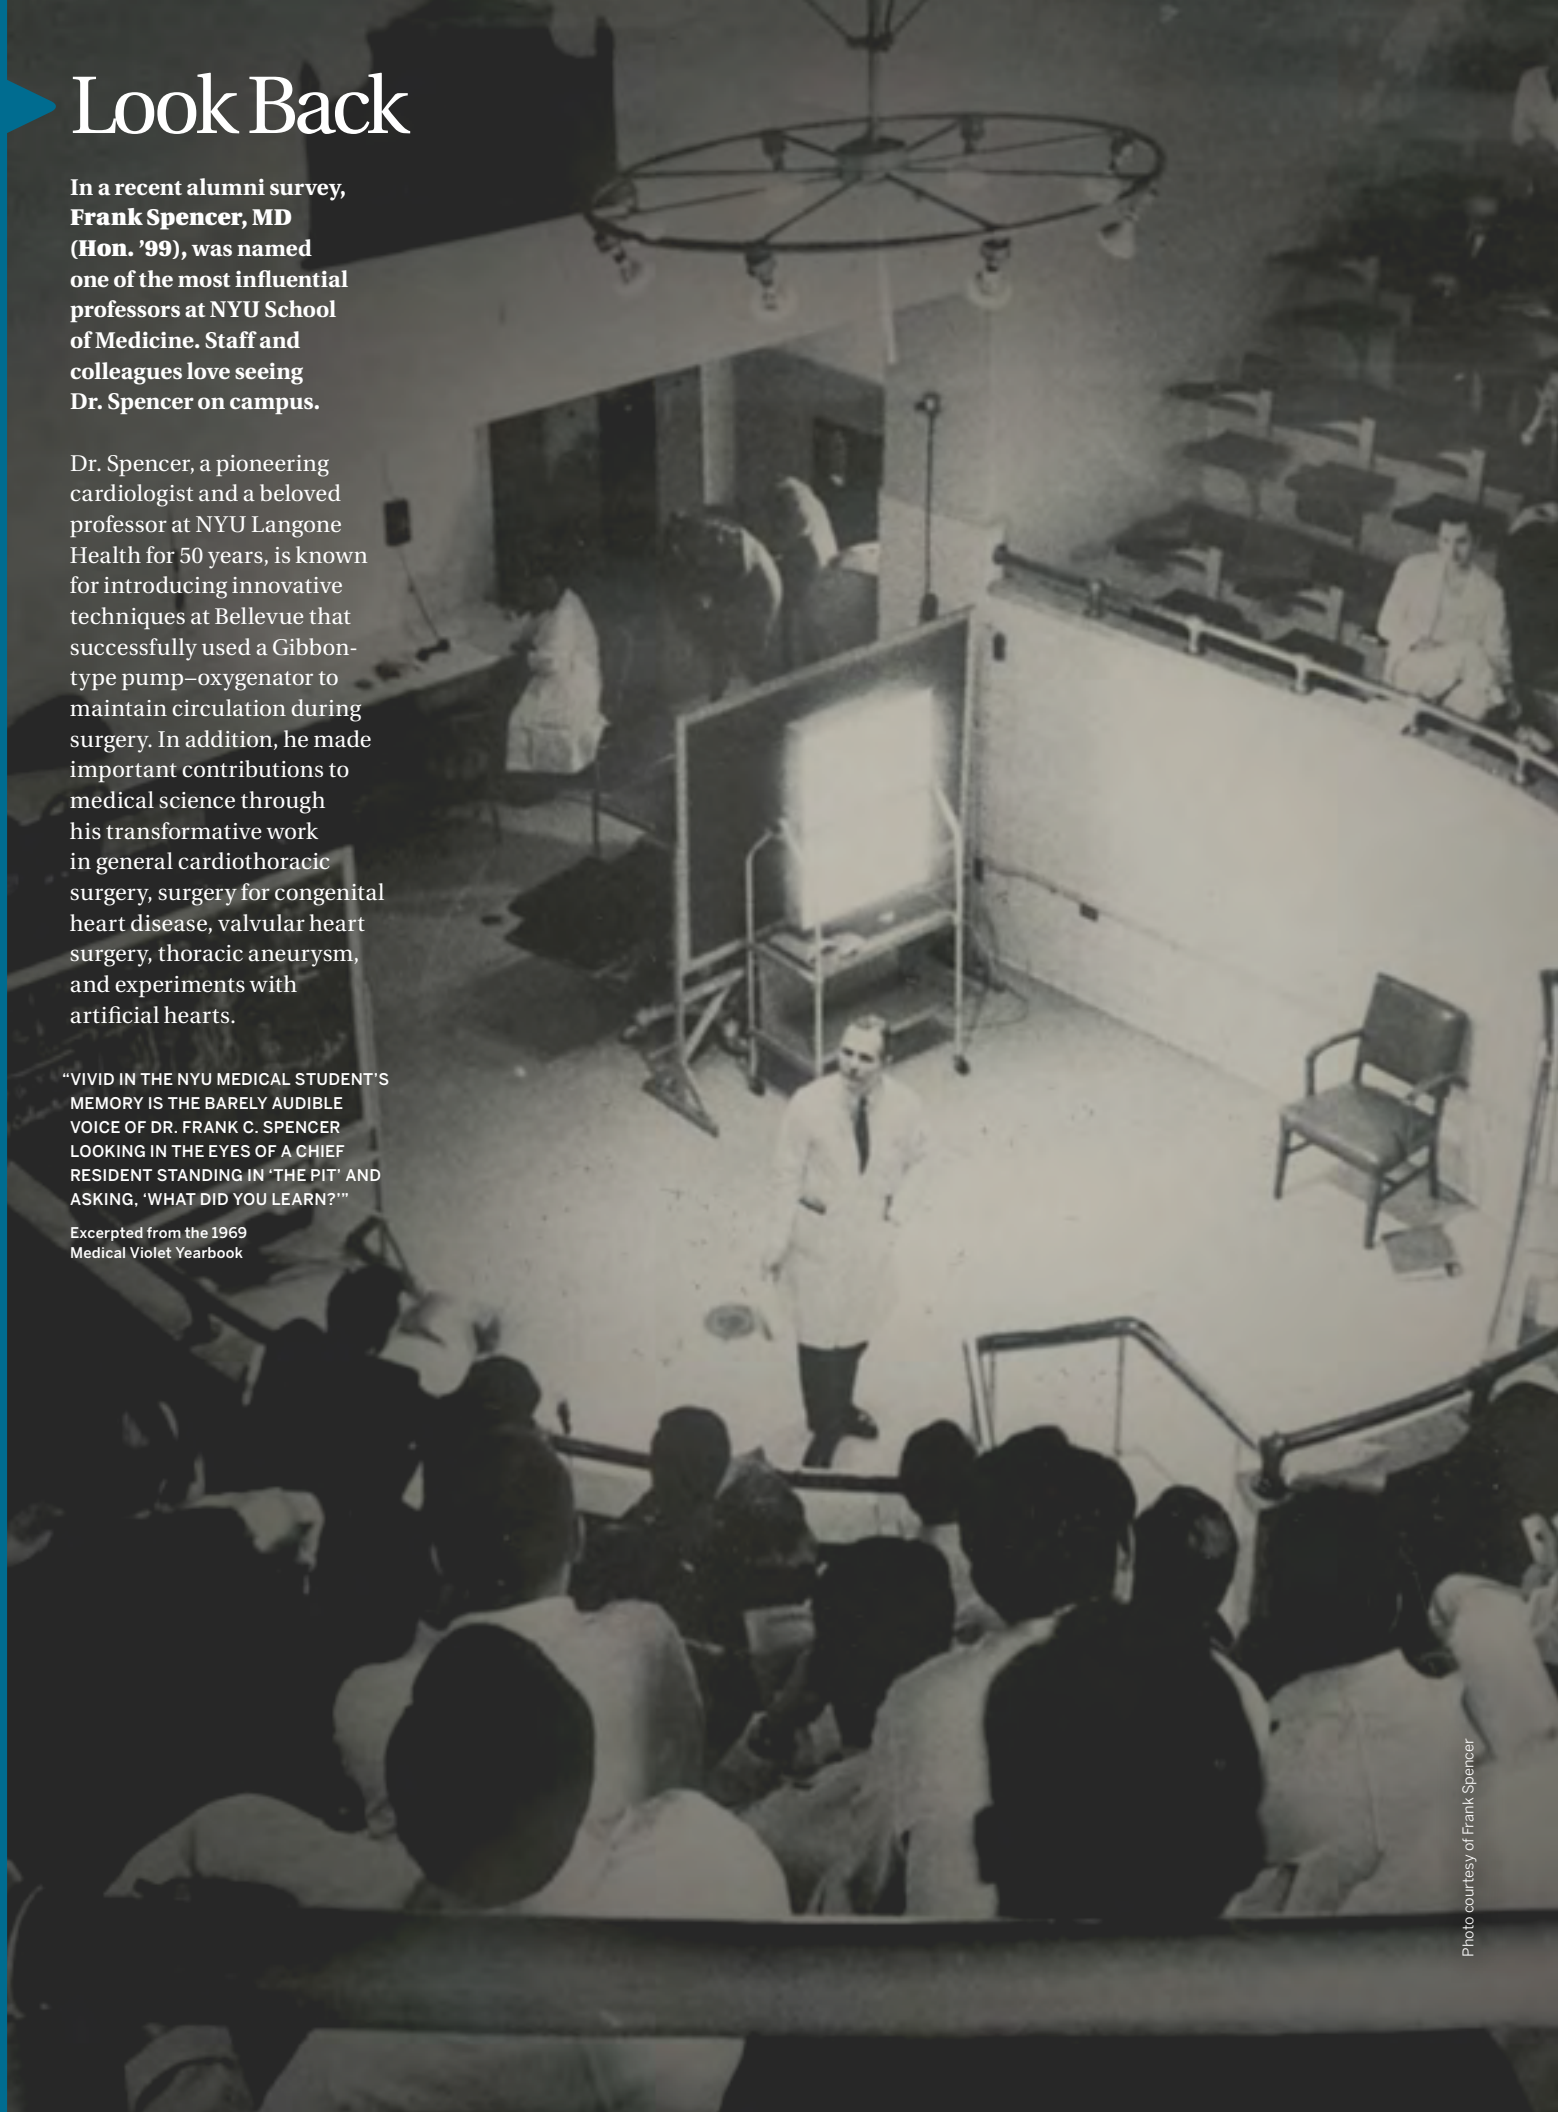 Look Back
In a recent alumni survey,
Frank Spencer, MD
(Hon. ’99), was named
one of the most influential
professors at NYU School
of Medicine. Staff and
colleagues love seeing
Dr. Spencer on campus.
Dr. Spencer, a pioneering
cardiologist and a beloved
professor at NYU Langone
Health for 50 years, is known
for introducing innovative
techniques at Bellevue that
successfully used a Gibbon-
type pump–oxygenator to
maintain circulation during
surgery. In addition, he made
important contributions to
medical science through
his transformative work
in general cardiothoracic
surgery, surgery for congenital
heart disease, valvular heart
surgery, thoracic aneurysm,
and experiments with
artificial hearts.
“VIVID IN THE NYU MEDICAL STUDENT’S
MEMORY IS THE BARELY AUDIBLE
VOICE OF DR. FRANK C. SPENCER
LOOKING IN THE EYES OF A CHIEF
RESIDENT STANDING IN ‘THE PIT’ AND
ASKING, ‘WHAT DID YOU LEARN?’”
Excerpted from the 1969
Medical Violet Yearbook
Photo courtesy of Frank Spencer